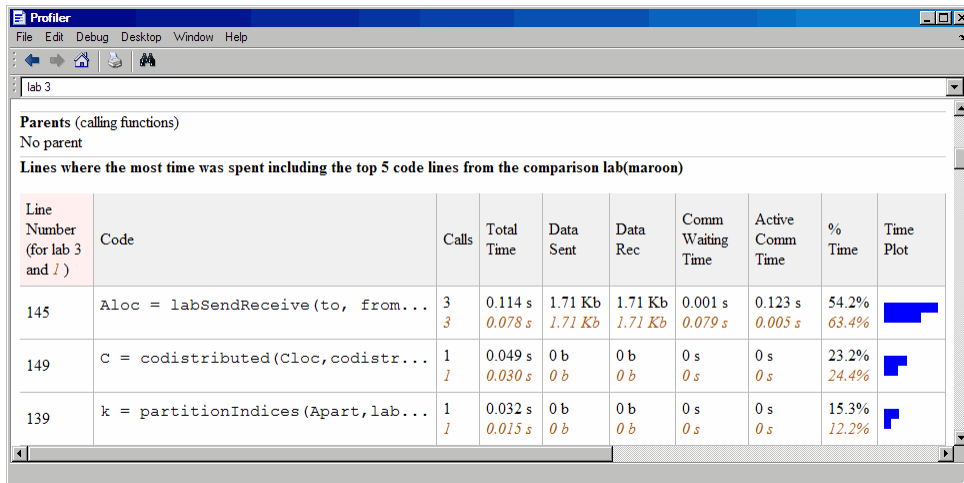 Profiler
File Edit Debug Desktop Window Help
lab 3
Parents (calling functions)
No parent
Lines where the most time was spent including the top 5 code lines from the comparison lab(maroon)
Line Number (for lab 3 and 1 ) Code Calls Total Time Data Sent Data Rec Comm Waiting Time Active Comm Time % Time Time Plot
145 Aloc = labSendReceive(to, from... 3 0.114 s 1.71 Kb 1.71 Kb 0.001 s 0.123 s 54.2%
3 0.078 s 1.71 Kb 1.71 Kb 0.079 s 0.005 s 63.4%
149 C = codistributed(Cloc,codistr... 1 0.049 s 0 b 0 b 0 s 0 s 23.2%
1 0.030 s 0 b 0 b 0 s 0 s 24.4%
139 k = partitionIndices(Apart,lab... 1 0.032 s 0 b 0 b 0 s 0 s 15.3%
1 0.015 s 0 b 0 b 0 s 0 s 12.2%